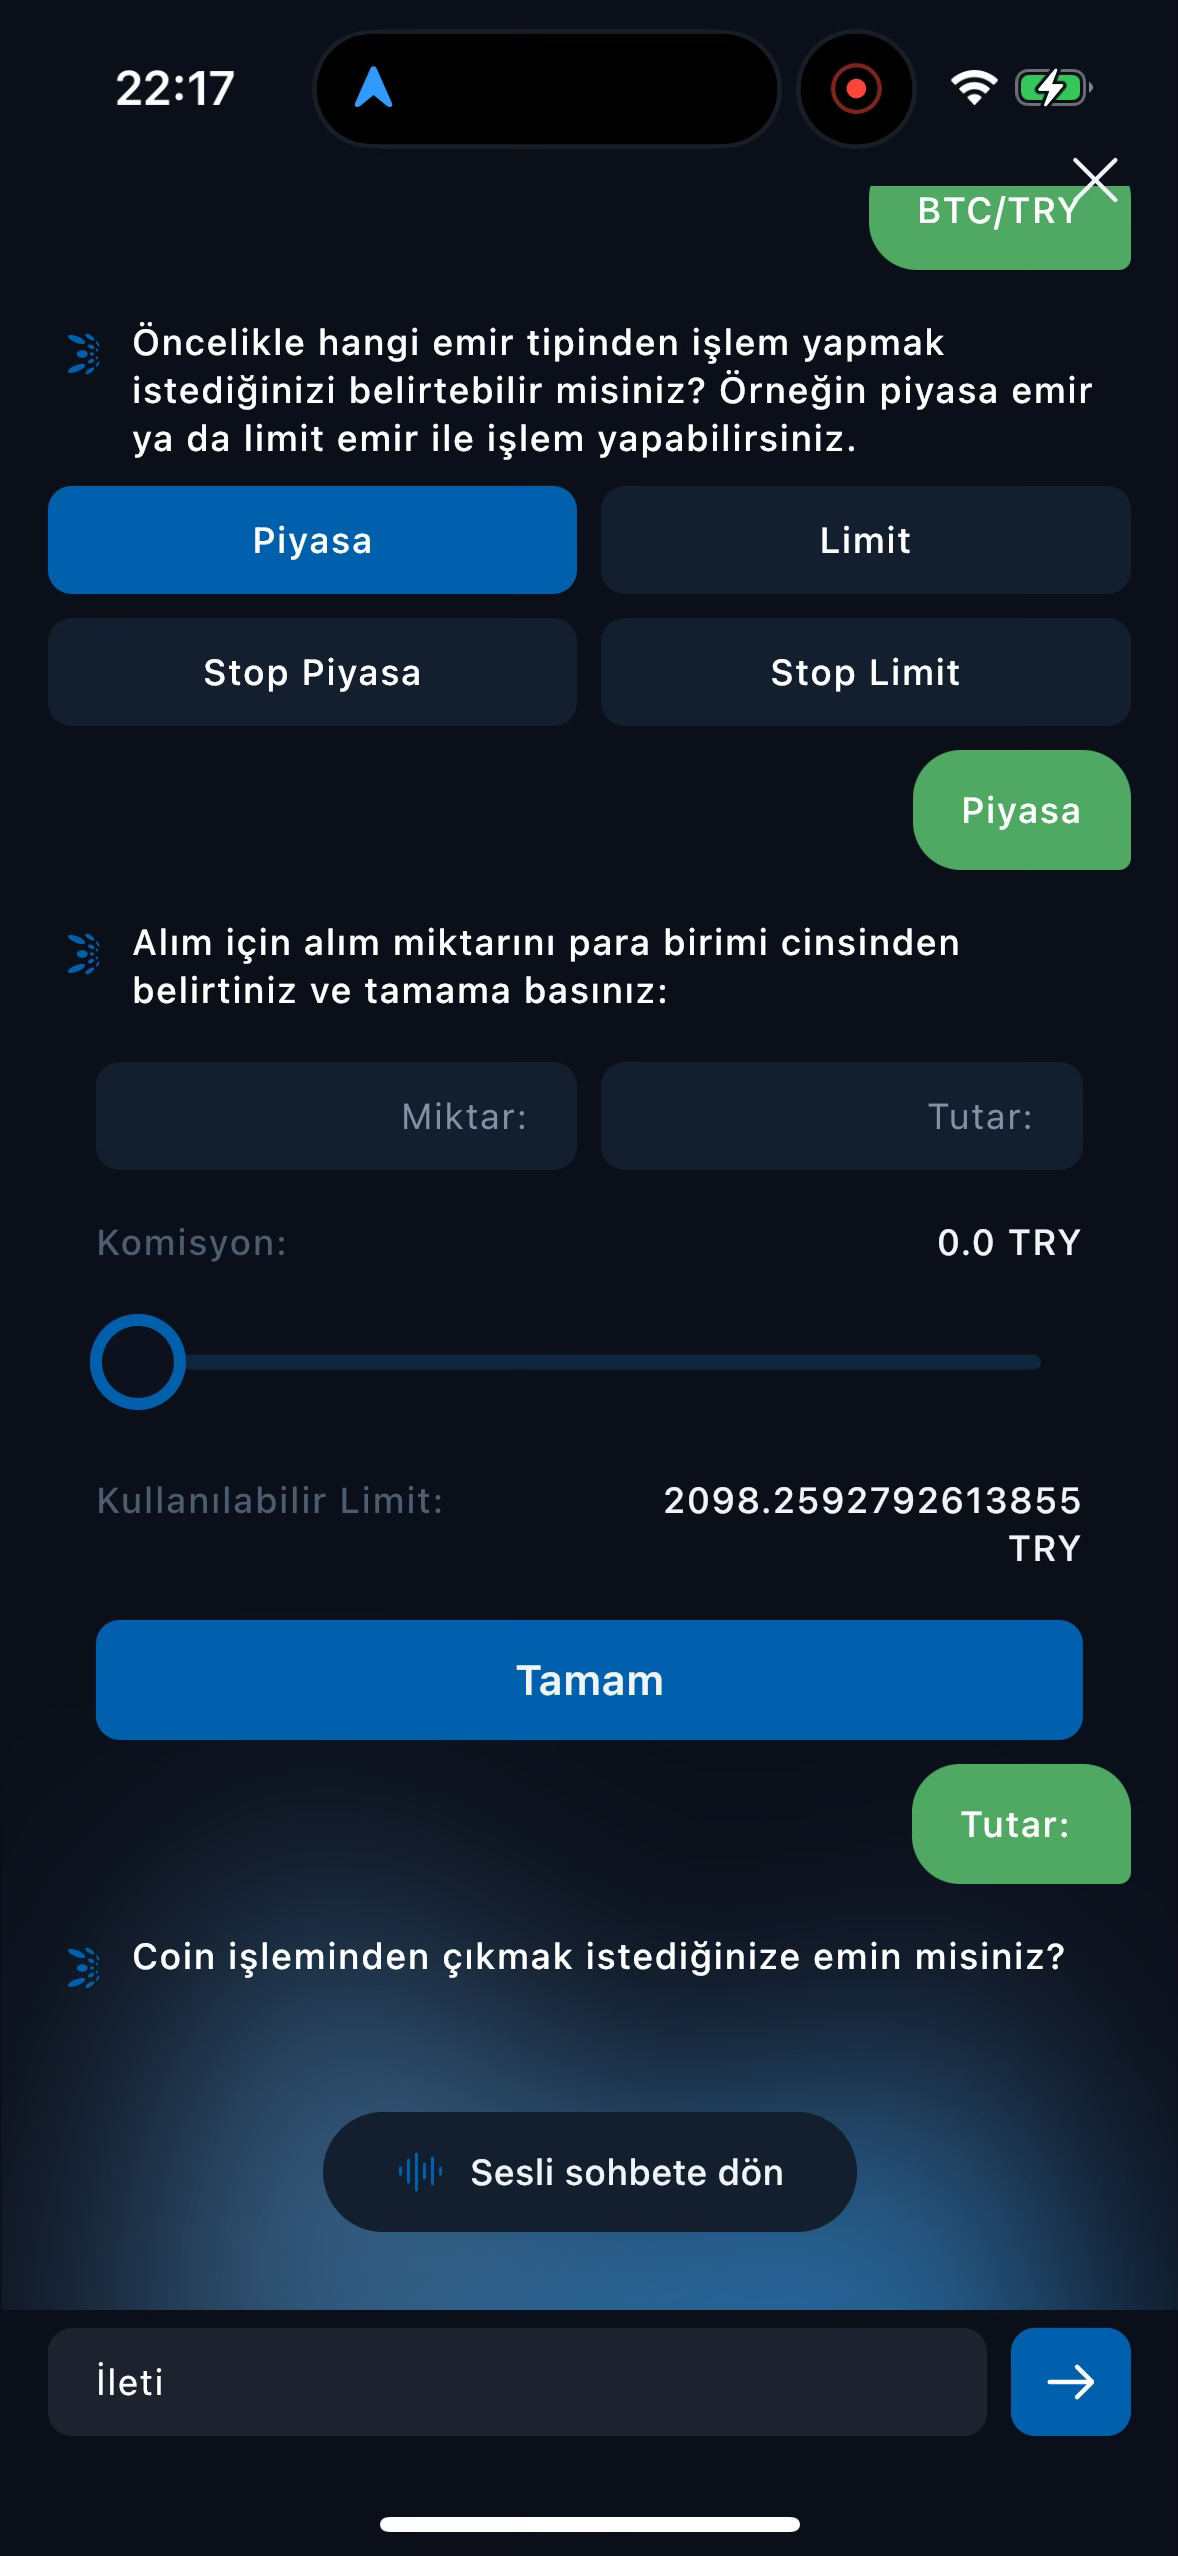 22:17
BTC/TRY
Öncelikle hangi emir tipinden işlem yapmak
istediğinizi belirtebilir misiniz? Örneğin piyasa emir
ya da limit emir ile işlem yapabilirsiniz.
Piyasa
Limit
Stop Piyasa
Stop Limit
Piyasa
Alım için alım miktarını para birimi cinsinden
belirtiniz ve tamama basınız:
Miktar:
Tutar:
Komisyon:
0.0 TRY
Kullanılabilir Limit:
2098.2592792613855
TRY
Tamam
Tutar:
Coin işleminden çıkmak istediğinize emin misiniz?
Sesli sohbete dön
İleti